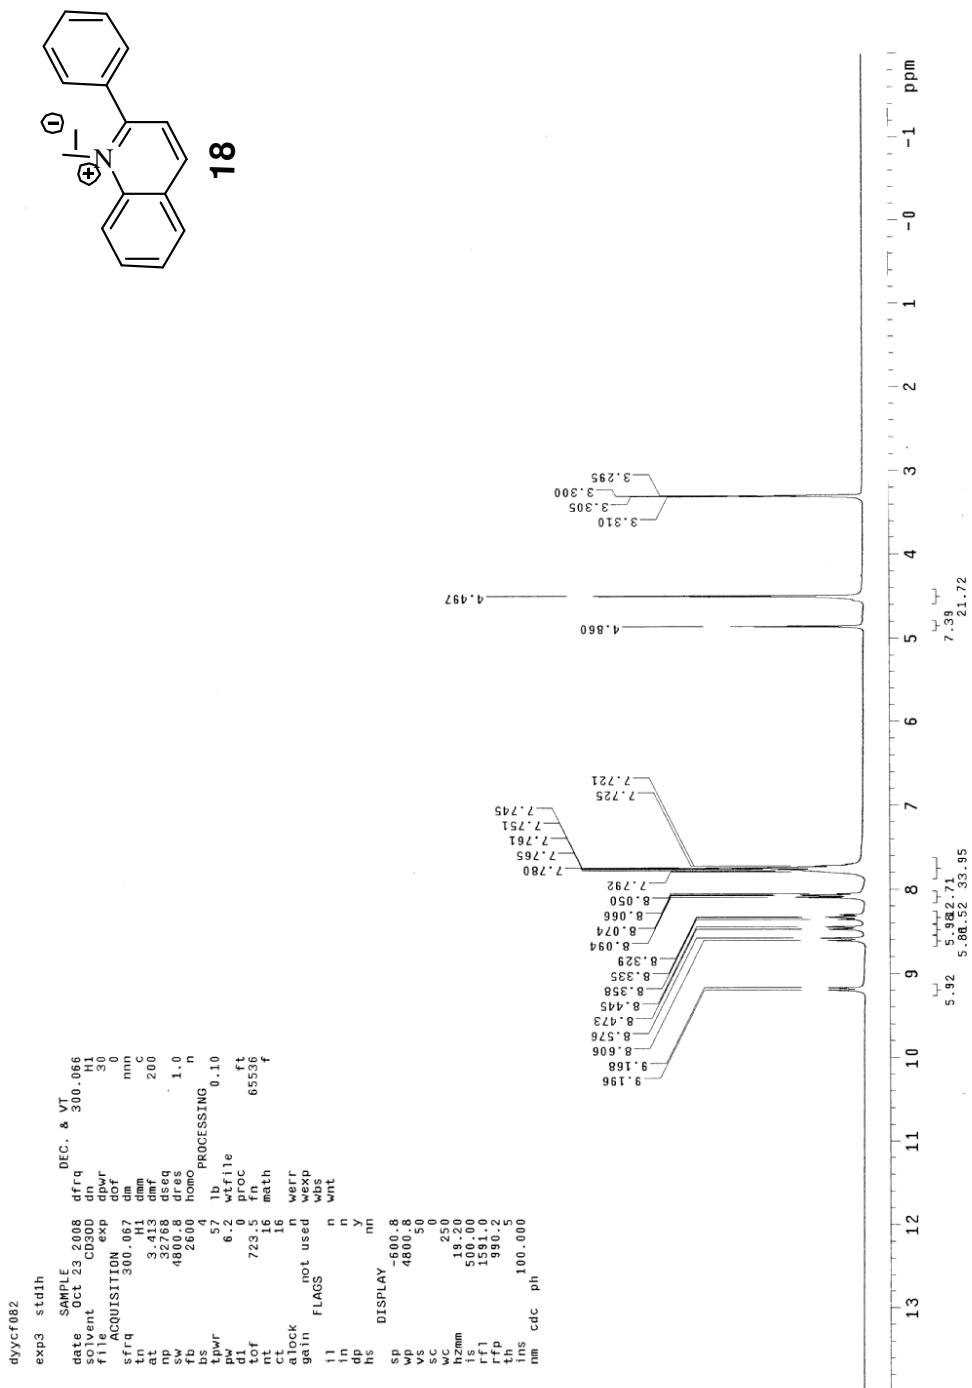 dyycf082
exp3 std1h
SAMPLE
date Oct 23 2008
solvent CD3OD
file exp
ACQUISITION
sfrq 300.067
tn H1
at 3.413
np 32768
sw 4800.8
fb 2600
bs 4
tpwr 57
pw 6.2
d1 0
tof 723.5
nt 16
ct 16
alock n
gain not used
FLAGS
il n
in n
dp y
hs nn
DISPLAY
sp -600.8
wp 4800.8
vs 50
sc 0
wc 250
hzmm 19.20
is 500.00
rfl 1591.0
rfp 990.2
th 5
ins 100.000
nm cdc ph
DEC. & VT
dfrq 300.066
dn H1
dpwr 30
dof 0
dm nnn
dmm c
dmf 200
dseq
dres 1.0
homo n
PROCESSING
lb 0.10
wtfile
proc ft
fn 65536
math f
werr
wexp
wbs
wnt
N
+
I
−
18
9.196
9.168
8.606
8.576
8.473
8.445
8.358
8.335
8.329
8.094
8.074
8.066
8.050
7.792
7.780
7.765
7.761
7.751
7.745
7.725
7.721
4.860
4.497
3.310
3.305
3.300
3.295
13 12 11 10 9 8 7 6 5 4 3 2 1 -0 -1 ppm
5.92
5.98
12.71
33.95
7.39
21.72